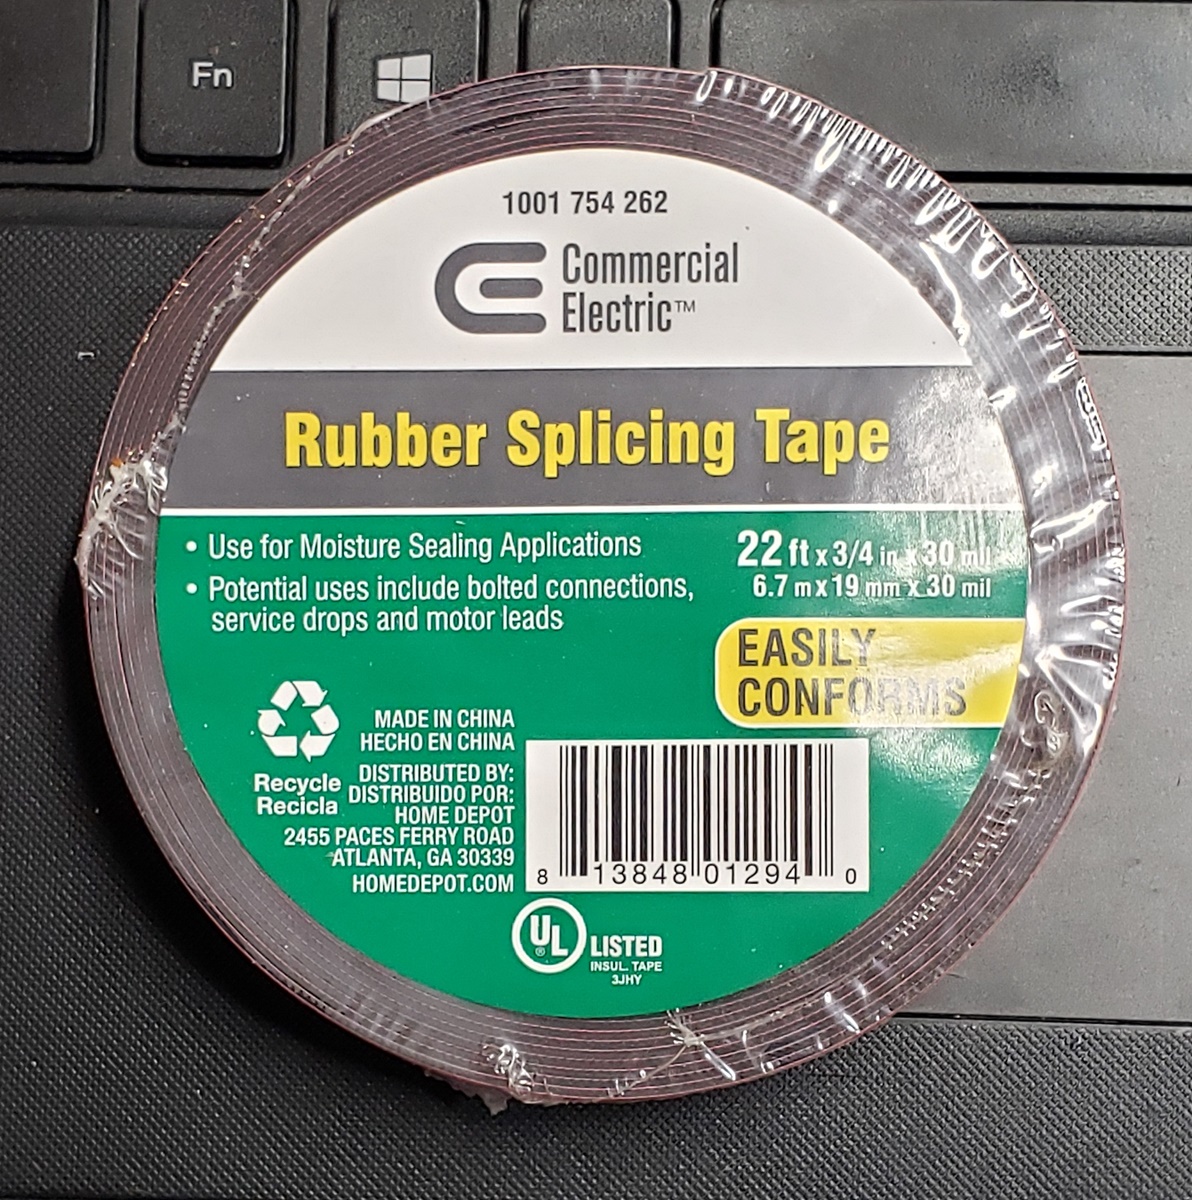 Fn
1001 754 262
Commercial
Electric™
Rubber Splicing Tape
• Use for Moisture Sealing Applications
• Potential uses include bolted connections,
service drops and motor leads
22 ft x 3/4 in x 30 mil
6.7 m x 19 mm x 30 mil
EASILY
CONFORMS
Recycle
Recicla
MADE IN CHINA
HECHO EN CHINA
DISTRIBUTED BY:
DISTRIBUIDO POR:
HOME DEPOT
2455 PACES FERRY ROAD
ATLANTA, GA 30339
HOMEDEPOT.COM
8 13848 01294 0
UL®
LISTED
INSUL. TAPE
3JHY